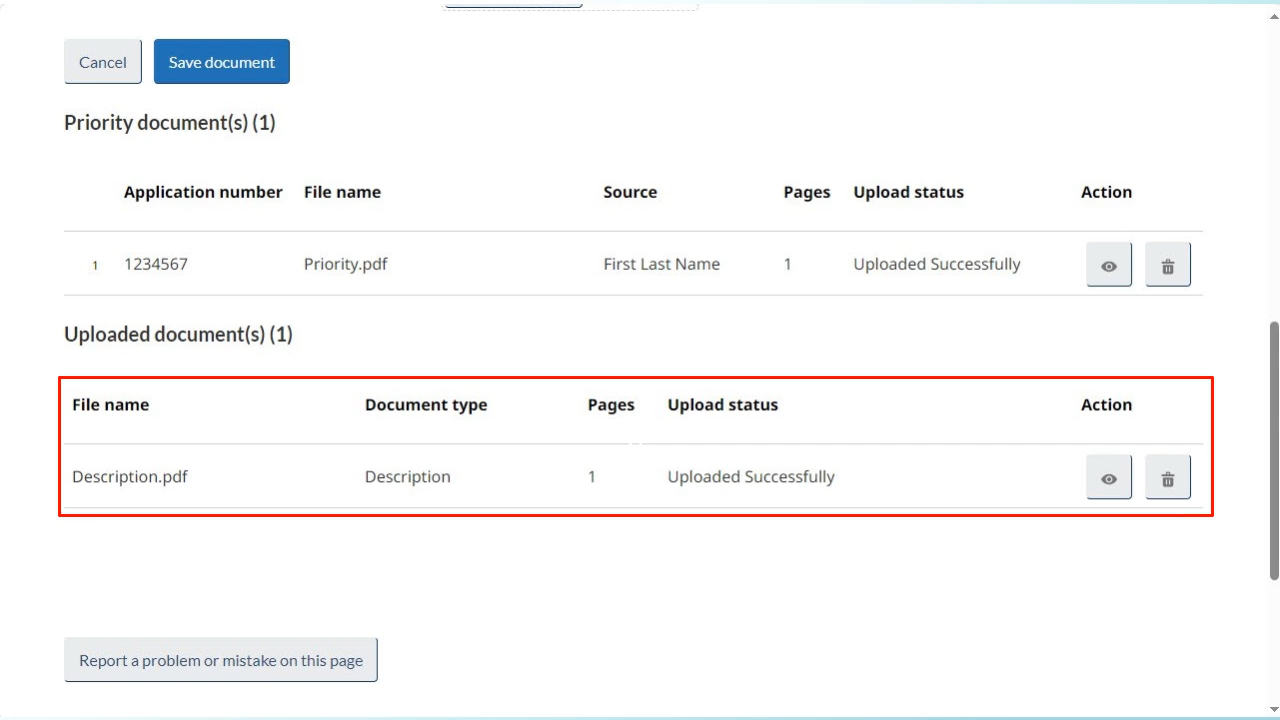 Cancel Save document
Priority document(s) (1)
Application number File name Source Pages Upload status Action
1 1234567 Priority.pdf First Last Name 1 Uploaded Successfully
Uploaded document(s) (1)
File name Document type Pages Upload status Action
Description.pdf Description 1 Uploaded Successfully
Report a problem or mistake on this page